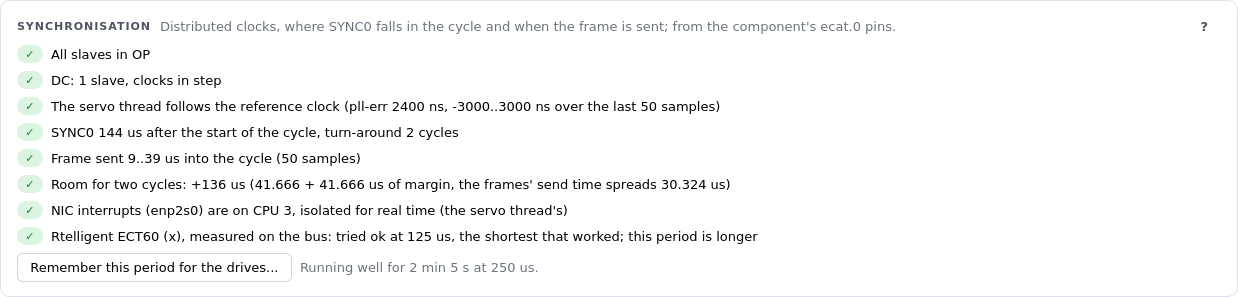 SYNCHRONISATION Distributed clocks, where SYNC0 falls in the cycle and when the frame is sent; from the component's ecat.0 pins. ?
✓ All slaves in OP
✓ DC: 1 slave, clocks in step
✓ The servo thread follows the reference clock (pll-err 2400 ns, -3000..3000 ns over the last 50 samples)
✓ SYNC0 144 us after the start of the cycle, turn-around 2 cycles
✓ Frame sent 9..39 us into the cycle (50 samples)
✓ Room for two cycles: +136 us (41.666 + 41.666 us of margin, the frames' send time spreads 30.324 us)
✓ NIC interrupts (enp2s0) are on CPU 3, isolated for real time (the servo thread's)
✓ Rtelligent ECT60 (x), measured on the bus: tried ok at 125 us, the shortest that worked; this period is longer
Remember this period for the drives... Running well for 2 min 5 s at 250 us.